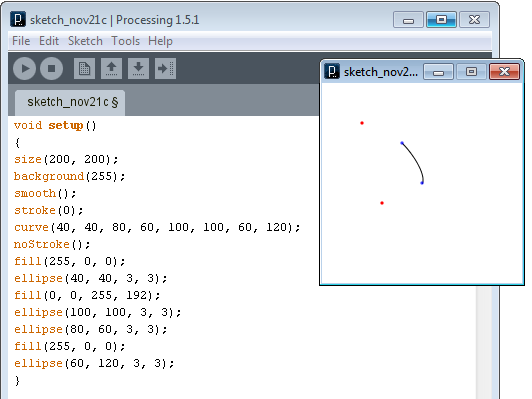 sketch_nov21c | Processing 1.5.1
File Edit Sketch Tools Help
sketch_nov2...
sketch_nov21c §
void setup()
{
size(200, 200);
background(255);
smooth();
stroke(0);
curve(40, 40, 80, 60, 100, 100, 60, 120);
noStroke();
fill(255, 0, 0);
ellipse(40, 40, 3, 3);
fill(0, 0, 255, 192);
ellipse(100, 100, 3, 3);
ellipse(80, 60, 3, 3);
fill(255, 0, 0);
ellipse(60, 120, 3, 3);
}